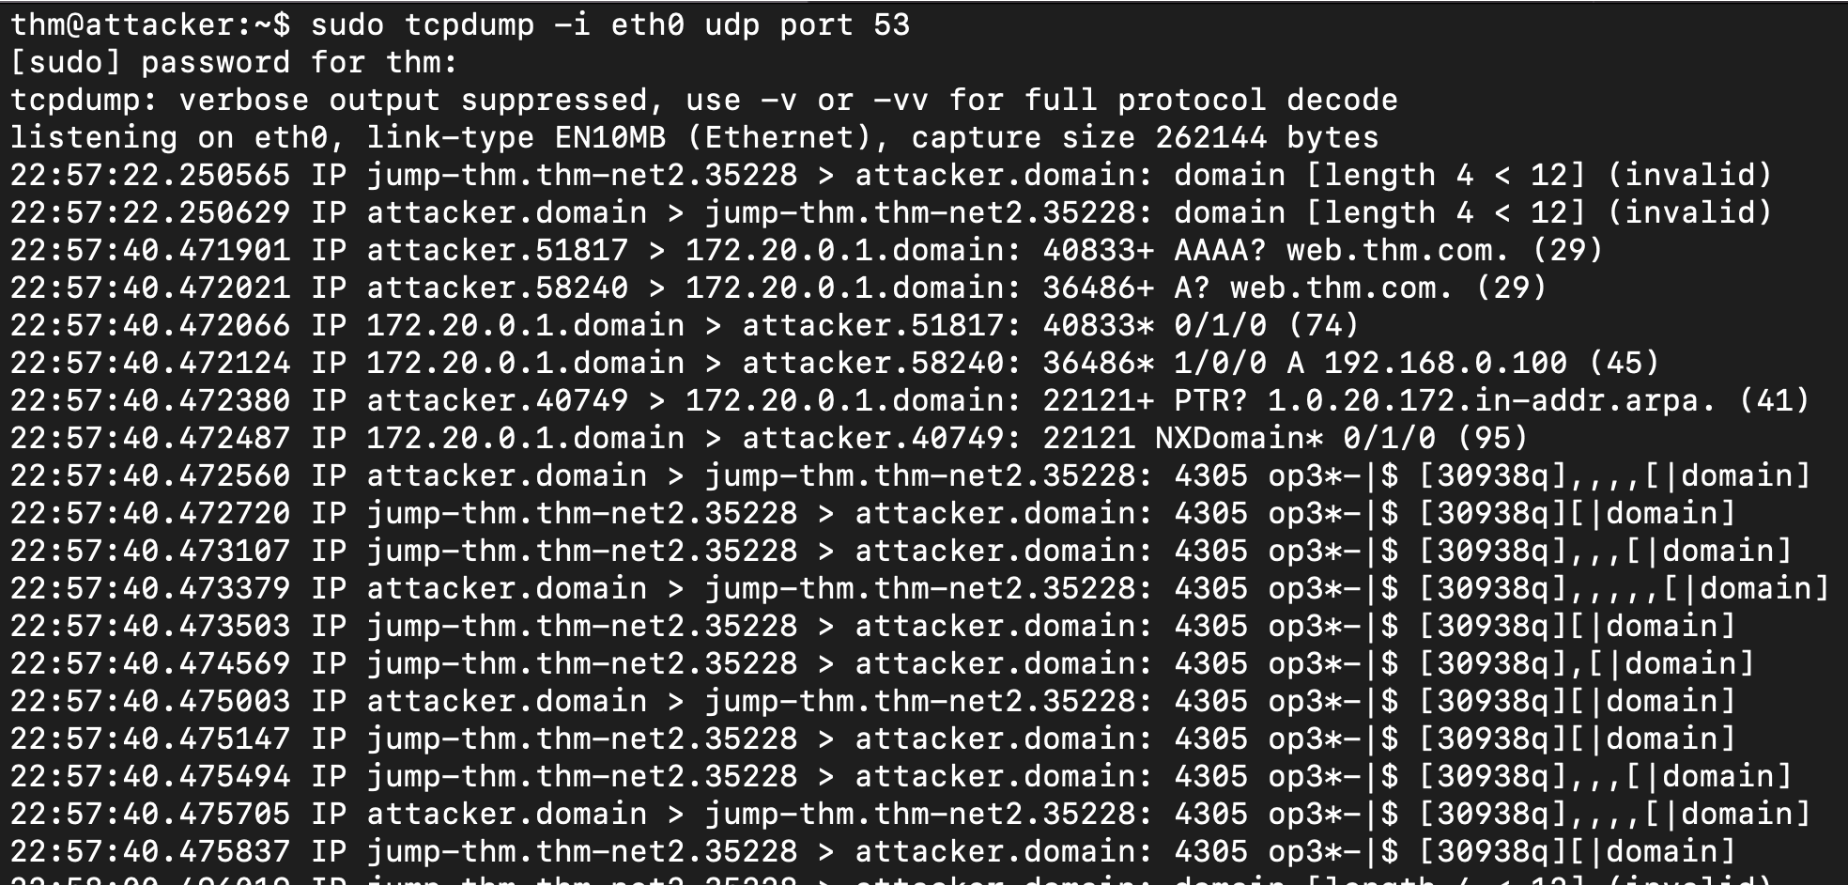 thm@attacker:~$ sudo tcpdump -i eth0 udp port 53
[sudo] password for thm:
tcpdump: verbose output suppressed, use -v or -vv for full protocol decode
listening on eth0, link-type EN10MB (Ethernet), capture size 262144 bytes
22:57:22.250565 IP jump-thm.thm-net2.35228 > attacker.domain: domain [length 4 < 12] (invalid)
22:57:22.250629 IP attacker.domain > jump-thm.thm-net2.35228: domain [length 4 < 12] (invalid)
22:57:40.471901 IP attacker.51817 > 172.20.0.1.domain: 40833+ AAAA? web.thm.com. (29)
22:57:40.472021 IP attacker.58240 > 172.20.0.1.domain: 36486+ A? web.thm.com. (29)
22:57:40.472066 IP 172.20.0.1.domain > attacker.51817: 40833* 0/1/0 (74)
22:57:40.472124 IP 172.20.0.1.domain > attacker.58240: 36486* 1/0/0 A 192.168.0.100 (45)
22:57:40.472380 IP attacker.40749 > 172.20.0.1.domain: 22121+ PTR? 1.0.20.172.in-addr.arpa. (41)
22:57:40.472487 IP 172.20.0.1.domain > attacker.40749: 22121 NXDomain* 0/1/0 (95)
22:57:40.472560 IP attacker.domain > jump-thm.thm-net2.35228: 4305 op3*-|$ [30938q],,,,[|domain]
22:57:40.472720 IP jump-thm.thm-net2.35228 > attacker.domain: 4305 op3*-|$ [30938q][|domain]
22:57:40.473107 IP jump-thm.thm-net2.35228 > attacker.domain: 4305 op3*-|$ [30938q],,,[|domain]
22:57:40.473379 IP attacker.domain > jump-thm.thm-net2.35228: 4305 op3*-|$ [30938q],,,,,[|domain]
22:57:40.473503 IP jump-thm.thm-net2.35228 > attacker.domain: 4305 op3*-|$ [30938q][|domain]
22:57:40.474569 IP jump-thm.thm-net2.35228 > attacker.domain: 4305 op3*-|$ [30938q],[|domain]
22:57:40.475003 IP attacker.domain > jump-thm.thm-net2.35228: 4305 op3*-|$ [30938q][|domain]
22:57:40.475147 IP jump-thm.thm-net2.35228 > attacker.domain: 4305 op3*-|$ [30938q][|domain]
22:57:40.475494 IP jump-thm.thm-net2.35228 > attacker.domain: 4305 op3*-|$ [30938q],,,[|domain]
22:57:40.475705 IP attacker.domain > jump-thm.thm-net2.35228: 4305 op3*-|$ [30938q],,,,[|domain]
22:57:40.475837 IP jump-thm.thm-net2.35228 > attacker.domain: 4305 op3*-|$ [30938q][|domain]